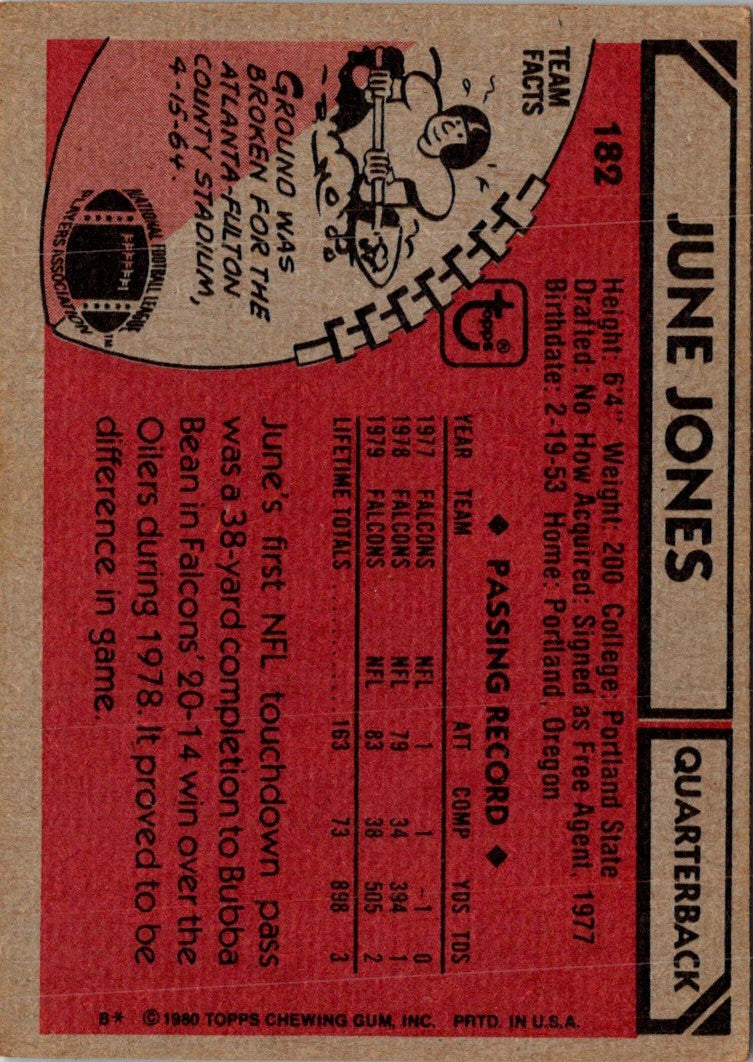 JUNE JONES
QUARTERBACK
182
Height: 6'4" Weight: 200 College: Portland State
Drafted: No How Acquired: Signed as Free Agent, 1977
Birthdate: 2-19-53 Home: Portland, Oregon
TEAM
FACTS
GROUND WAS
BROKEN FOR THE
ATLANTA-FULTON
COUNTY STADIUM,
4-15-64.
NATIONAL FOOTBALL LEAGUE
PLAYERS ASSOCIATION ™
topps ®
◆ PASSING RECORD ◆
YEAR TEAM ATT COMP YDS TDS
1977 FALCONS NFL 1 1 -1 0
1978 FALCONS NFL 79 34 394 1
1979 FALCONS NFL 83 38 505 2
LIFETIME TOTALS ........ 163 73 898 3
June's first NFL touchdown pass
was a 38-yard completion to Bubba
Bean in Falcons' 20-14 win over the
Oilers during 1978. It proved to be
difference in game.
B* © 1980 TOPPS CHEWING GUM, INC. PRTD. IN U.S.A.